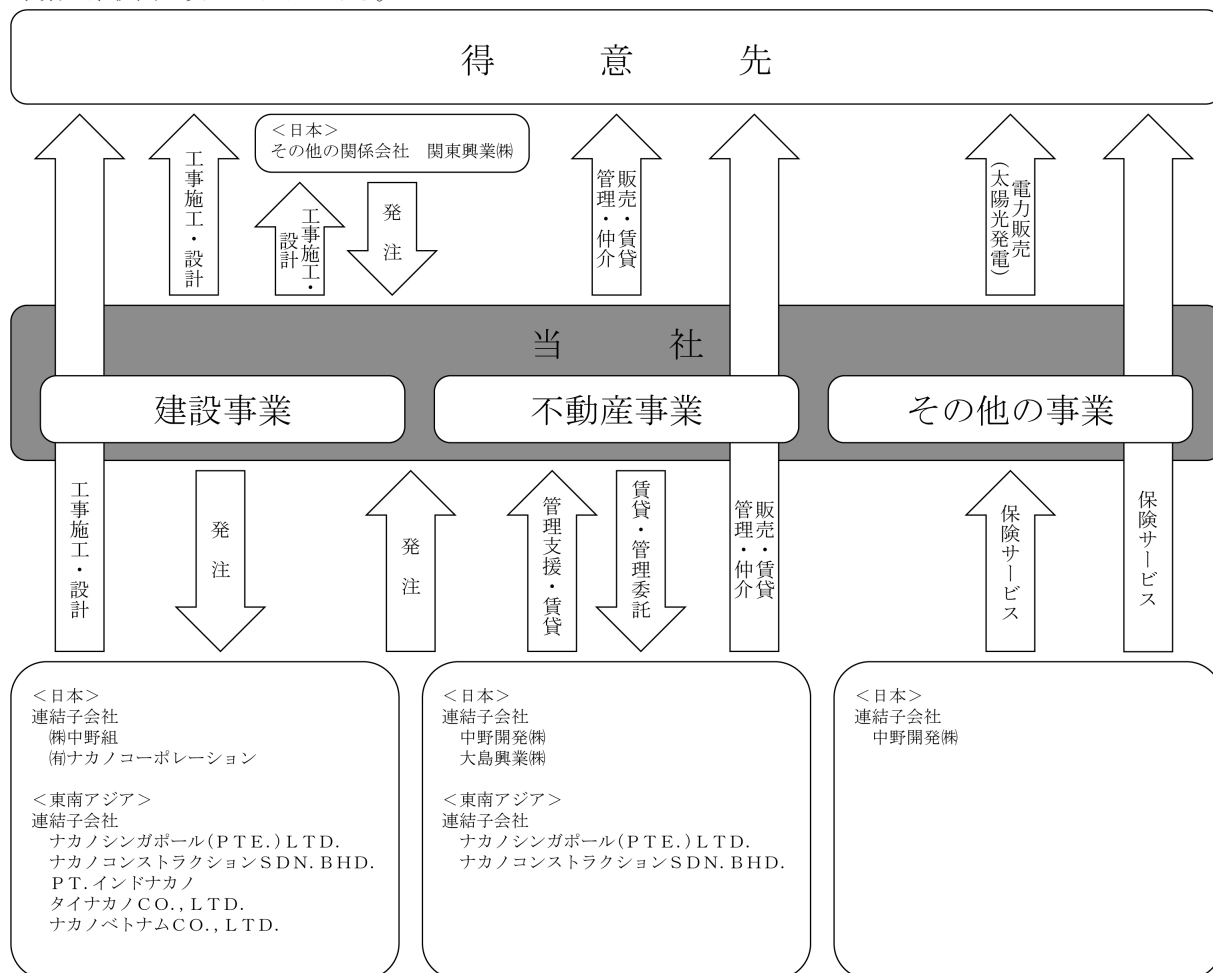 得意先
工事施工・設計
＜日本＞
その他の関係会社　関東興業㈱
工事施工・
設計
発注
販売・賃貸
管理・仲介
電力販売
(太陽光発電)
当社
建設事業
不動産事業
その他の事業
工事施工・設計
発注
発注
管理支援・賃貸
賃貸・管理委託
販売・賃貸
管理・仲介
保険サービス
保険サービス
＜日本＞
連結子会社
㈱中野組
㈲ナカノコーポレーション
＜東南アジア＞
連結子会社
ナカノシンガポール(ＰＴＥ.)ＬＴＤ.
ナカノコンストラクションＳＤＮ.ＢＨＤ.
ＰＴ.インドナカノ
タイナカノＣＯ.,ＬＴＤ.
ナカノベトナムＣＯ.,ＬＴＤ.
＜日本＞
連結子会社
中野開発㈱
大島興業㈱
＜東南アジア＞
連結子会社
ナカノシンガポール(ＰＴＥ.)ＬＴＤ.
ナカノコンストラクションＳＤＮ.ＢＨＤ.
＜日本＞
連結子会社
中野開発㈱